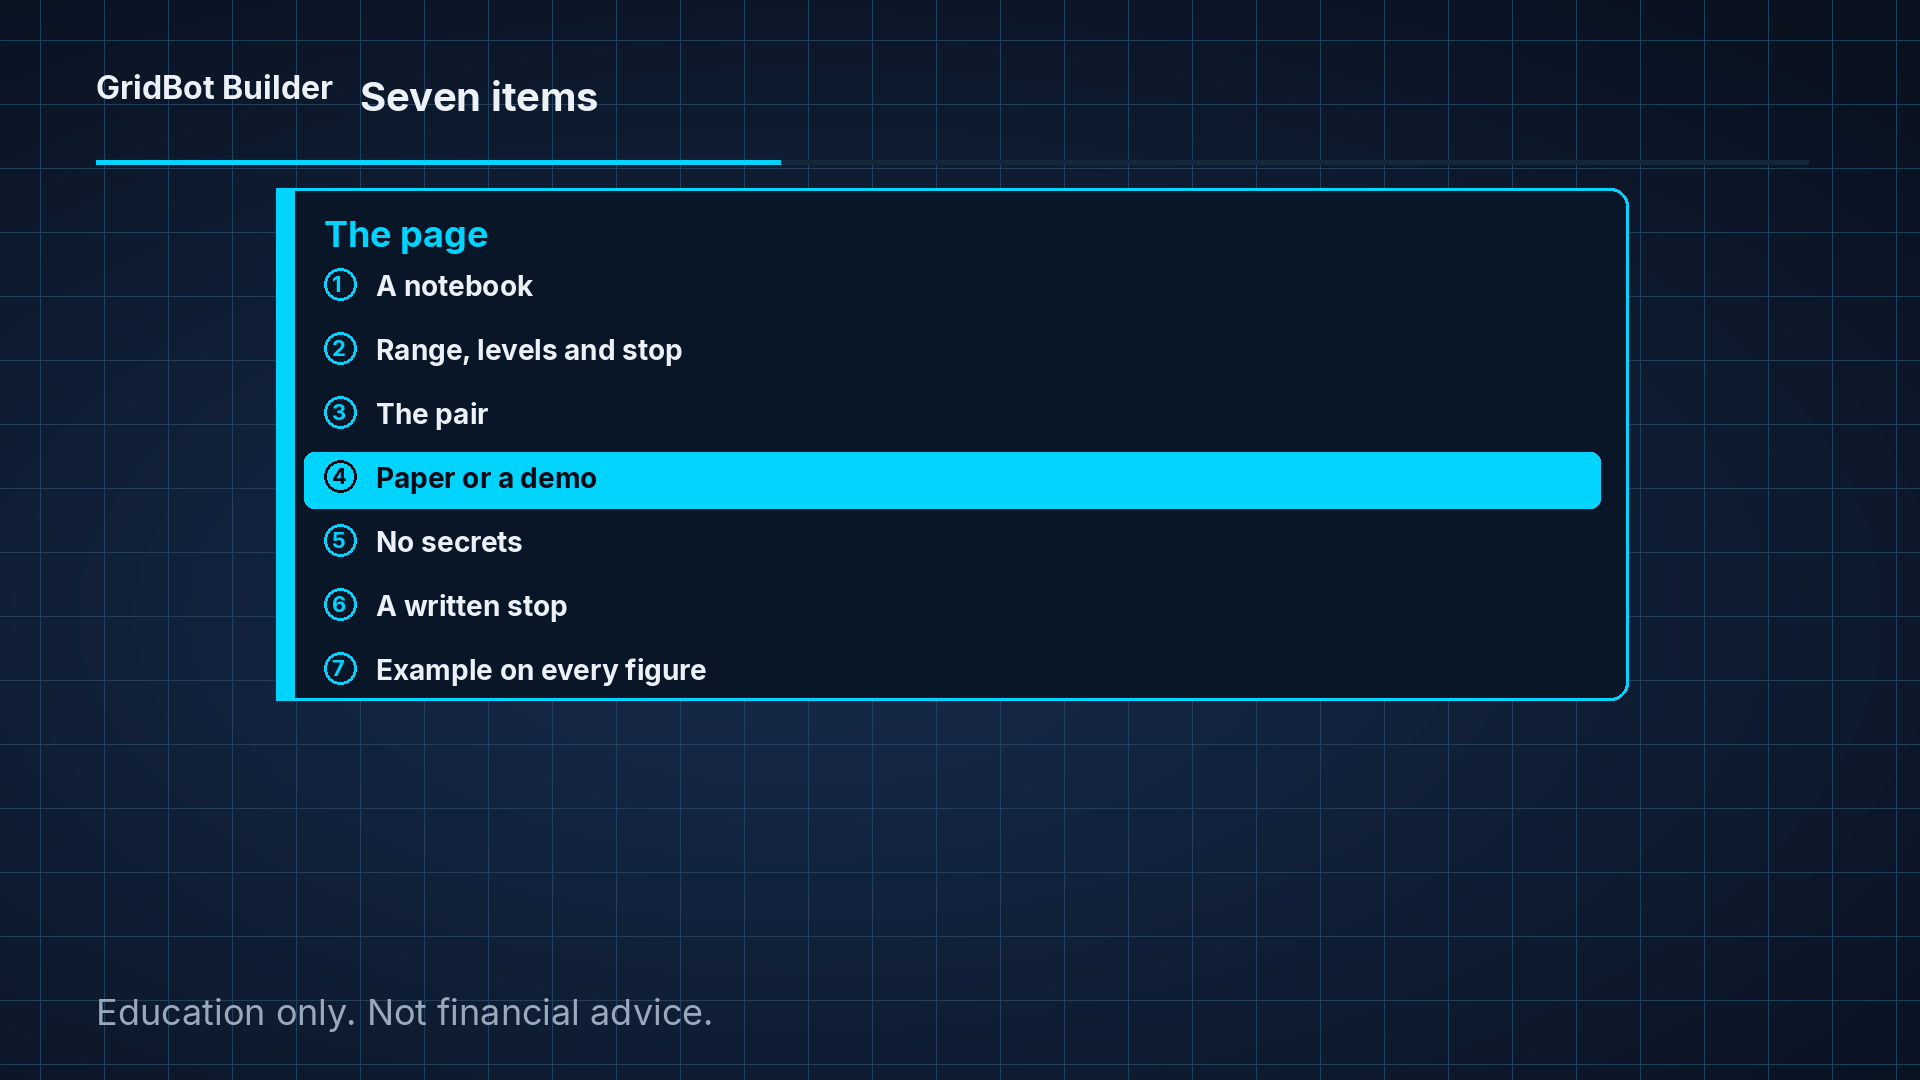 GridBot Builder
Seven items
The page
1 A notebook
2 Range, levels and stop
3 The pair
4 Paper or a demo
5 No secrets
6 A written stop
7 Example on every figure
Education only. Not financial advice.